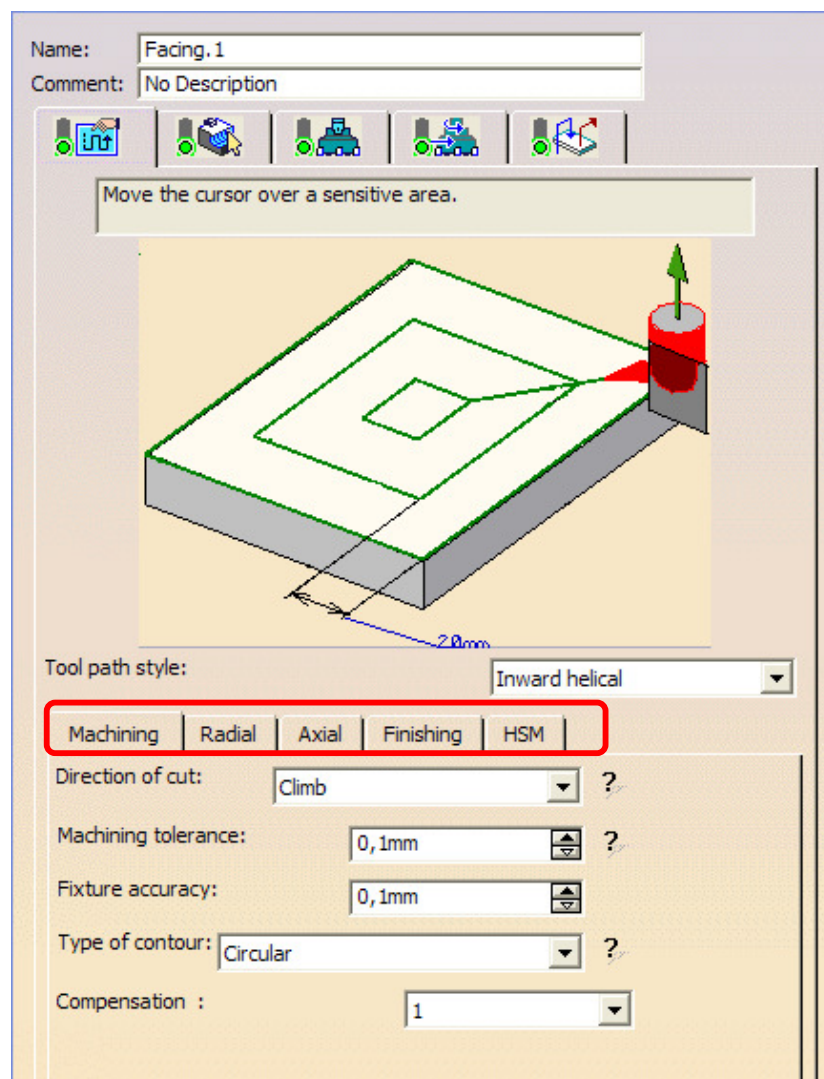 Name: Facing.1
Comment: No Description
Move the cursor over a sensitive area.
20mm
Tool path style: Inward helical
Machining Radial Axial Finishing HSM
Direction of cut: Climb ?
Machining tolerance: 0,1mm ?
Fixture accuracy: 0,1mm
Type of contour: Circular ?
Compensation : 1